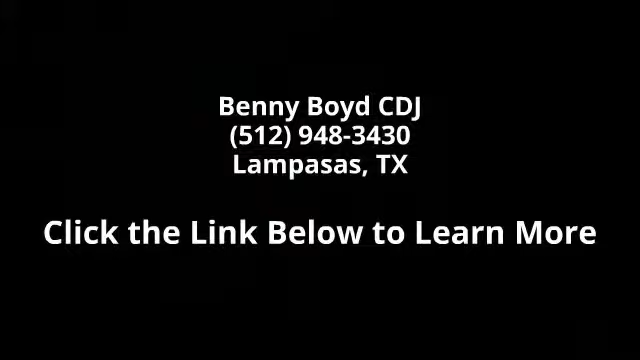 Benny Boyd CDJ
(512) 948-3430
Lampasas, TX
Click the Link Below to Learn More